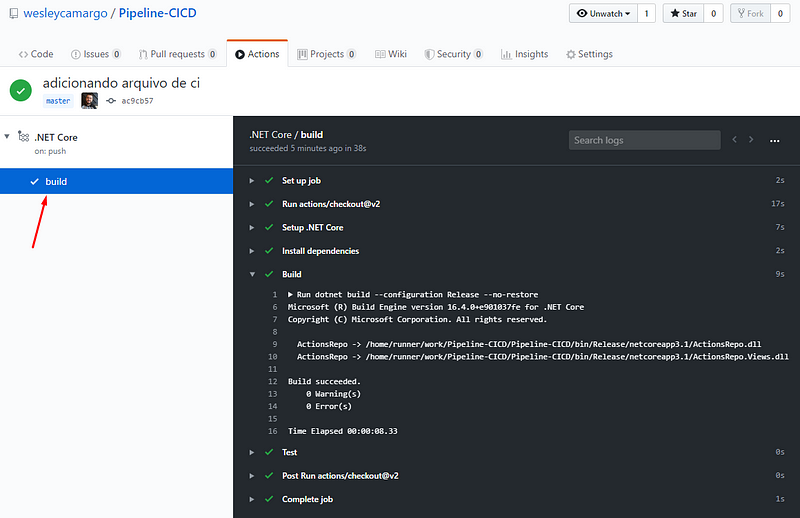 wesleycamargo / Pipeline-CICD
Unwatch 1
Star 0
Fork 0
Code
Issues 0
Pull requests 0
Actions
Projects 0
Wiki
Security 0
Insights
Settings
adicionando arquivo de ci
master ac9cb57
.NET Core
on: push
build
.NET Core / build
succeeded 5 minutes ago in 38s
Search logs
Set up job 2s
Run actions/checkout@v2 17s
Setup .NET Core 7s
Install dependencies 2s
Build 9s
1 Run dotnet build --configuration Release --no-restore
6 Microsoft (R) Build Engine version 16.4.0+e901037fe for .NET Core
7 Copyright (C) Microsoft Corporation. All rights reserved.
8
9 ActionsRepo -> /home/runner/work/Pipeline-CICD/Pipeline-CICD/bin/Release/netcoreapp3.1/ActionsRepo.dll
10 ActionsRepo -> /home/runner/work/Pipeline-CICD/Pipeline-CICD/bin/Release/netcoreapp3.1/ActionsRepo.Views.dll
11
12 Build succeeded.
13 0 Warning(s)
14 0 Error(s)
15
16 Time Elapsed 00:00:08.33
Test 0s
Post Run actions/checkout@v2 0s
Complete job 1s